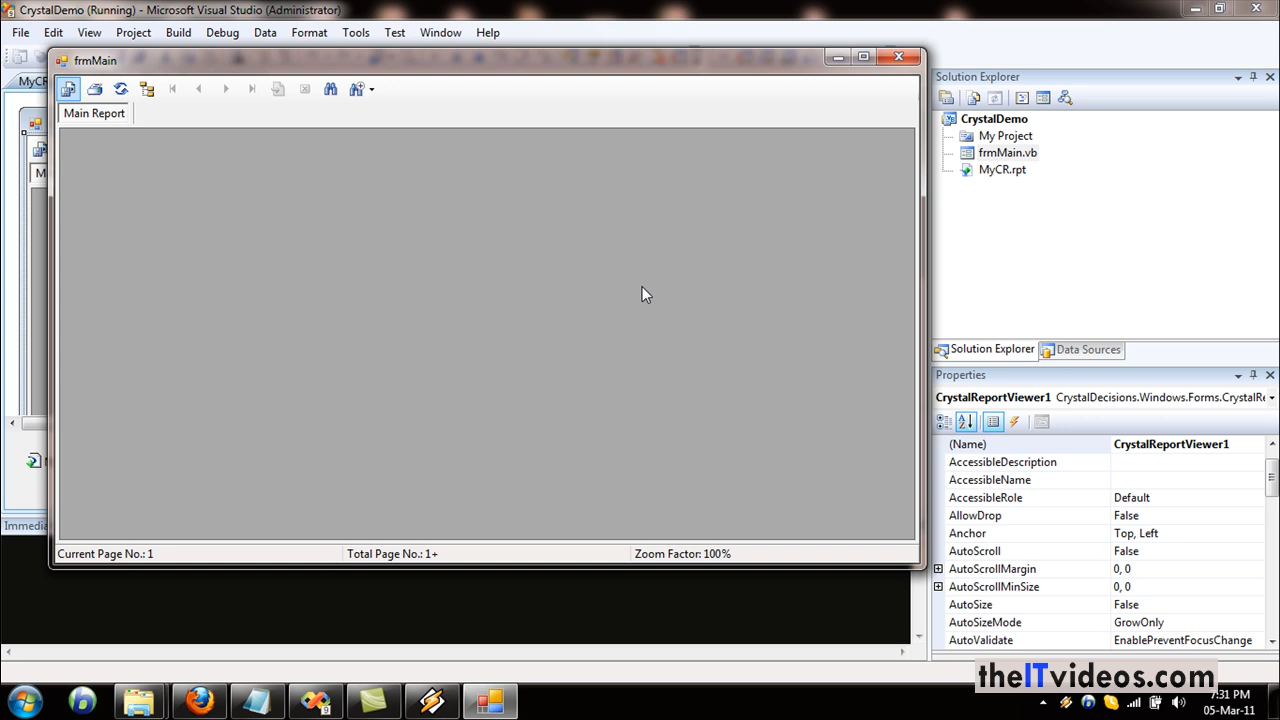 CrystalDemo (Running) - Microsoft Visual Studio (Administrator)
File Edit View Project Build Debug Data Format Tools Test Window Help
MyCR
frmMain
Main Report
Current Page No.: 1 Total Page No.: 1+ Zoom Factor: 100%
Immedia
Solution Explorer
CrystalDemo
My Project
frmMain.vb
MyCR.rpt
Solution Explorer Data Sources
Properties
CrystalReportViewer1 CrystalDecisions.Windows.Forms.CrystalRe
(Name) CrystalReportViewer1
AccessibleDescription
AccessibleName
AccessibleRole Default
AllowDrop False
Anchor Top, Left
AutoScroll False
AutoScrollMargin 0, 0
AutoScrollMinSize 0, 0
AutoSize False
AutoSizeMode GrowOnly
AutoValidate EnablePreventFocusChange
theITvideos.com
7:31 PM
05-Mar-11